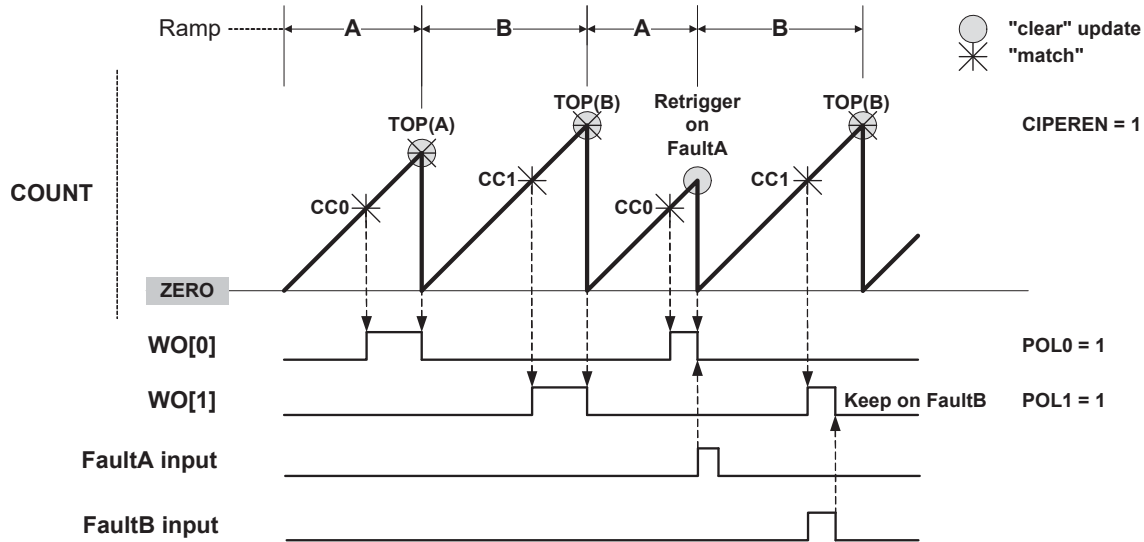 Ramp A B A B
"clear" update
"match"
TOP(A) TOP(B) Retrigger on FaultA TOP(B)
CIPEREN = 1
COUNT
CC0 CC1 CC0 CC1
ZERO
WO[0] POL0 = 1
WO[1] Keep on FaultB POL1 = 1
FaultA input
FaultB input